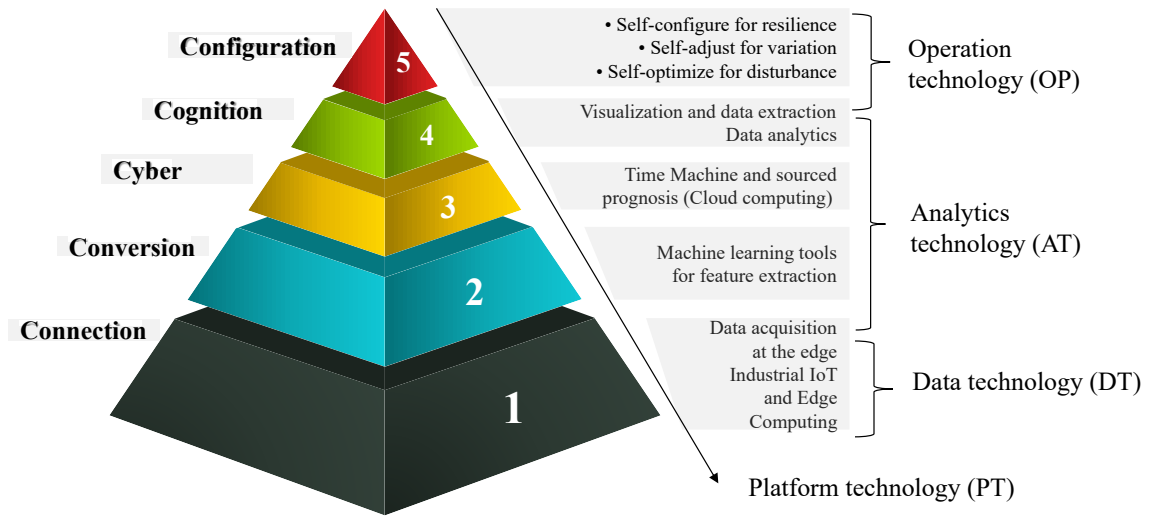 Configuration
5
• Self-configure for resilience
• Self-adjust for variation
• Self-optimize for disturbance
Operation
technology (OP)
Cognition
4
Visualization and data extraction
Data analytics
Cyber
3
Time Machine and sourced
prognosis (Cloud computing)
Analytics
technology (AT)
Conversion
2
Machine learning tools
for feature extraction
Connection
1
Data acquisition
at the edge
Industrial IoT
and Edge
Computing
Data technology (DT)
Platform technology (PT)